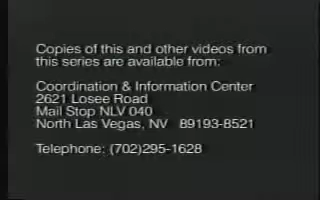 Copies of this and other videos from
this series are available from:
Coordination & Information Center
2621 Losee Road
Mail Stop NLV 040
North Las Vegas, NV 89193-8521
Telephone: (702)295-1628